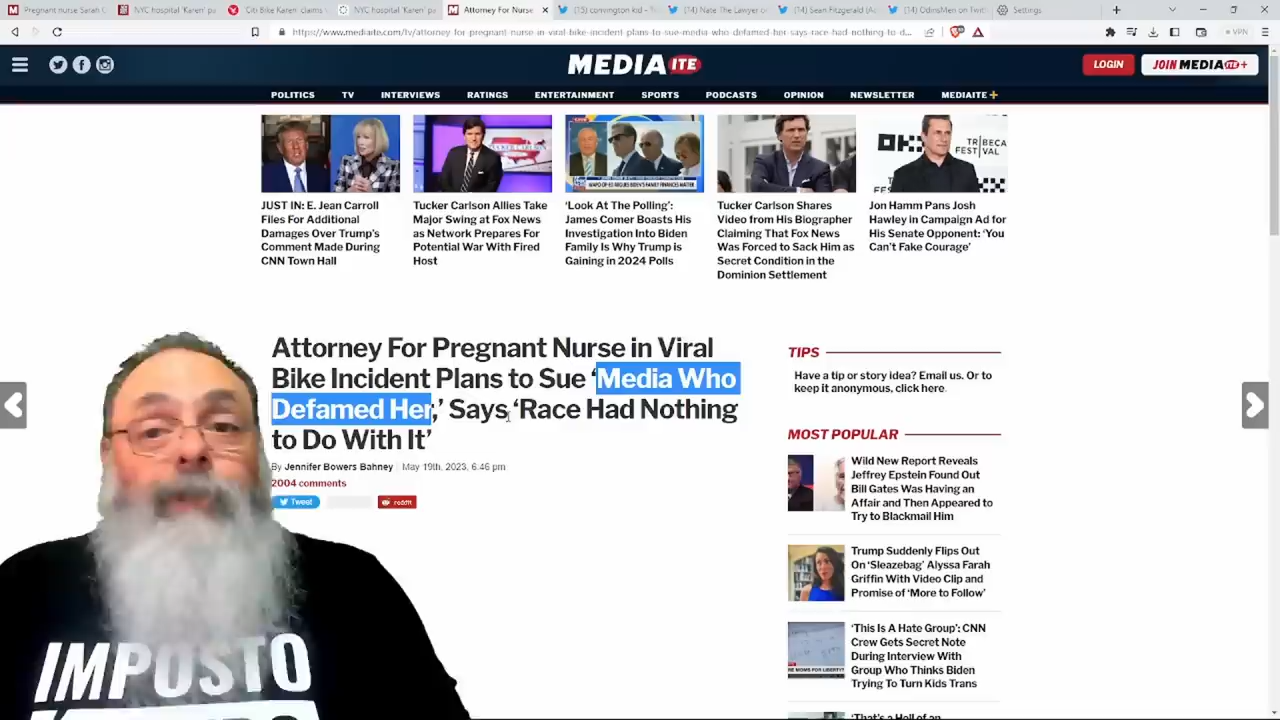 Pregnant nurse Sarah C
NYC hospital 'Karen' pa
'Citi Bike Karen' claims
NYC hospital 'Karen' pa
Attorney For Nurse
(15) convington kid -
(14) Nate The Lawyer o
(14) Sean Fitzgerald (Ac
(14) OdinsMen on Twitt
Settings
https://www.mediaite.com/tv/attorney-for-pregnant-nurse-in-viral-bike-incident-plans-to-sue-media-who-defamed-her-says-race-had-nothing-to-d...
VPN
MEDIAITE
LOGIN
JOIN MEDIAITE+
POLITICS TV INTERVIEWS RATINGS ENTERTAINMENT SPORTS PODCASTS OPINION NEWSLETTER MEDIAITE+
JUST IN: E. Jean Carroll
Files For Additional
Damages Over Trump's
Comment Made During
CNN Town Hall
Tucker Carlson Allies Take
Major Swing at Fox News
as Network Prepares For
Potential War With Fired
Host
'Look At The Polling':
James Comer Boasts His
Investigation Into Biden
Family Is Why Trump is
Gaining in 2024 Polls
Tucker Carlson Shares
Video from His Biographer
Claiming That Fox News
Was Forced to Sack Him as
Secret Condition in the
Dominion Settlement
TRIBECA
FESTIVAL
Jon Hamm Pans Josh
Hawley in Campaign Ad for
His Senate Opponent: 'You
Can't Fake Courage'
Attorney For Pregnant Nurse in Viral
Bike Incident Plans to Sue 'Media Who
Defamed Her,' Says 'Race Had Nothing
to Do With It'
By Jennifer Bowers Bahney May 19th, 2023, 6:46 pm
2004 comments
Tweet
reddit
TIPS
Have a tip or story idea? Email us. Or to
keep it anonymous, click here.
MOST POPULAR
Wild New Report Reveals
Jeffrey Epstein Found Out
Bill Gates Was Having an
Affair and Then Appeared to
Try to Blackmail Him
Trump Suddenly Flips Out
On 'Sleazebag' Alyssa Farah
Griffin With Video Clip and
Promise of 'More to Follow'
'This Is A Hate Group': CNN
Crew Gets Secret Note
During Interview With
Group Who Thinks Biden
Trying To Turn Kids Trans
'That's a Hell of an
IMPOSTO